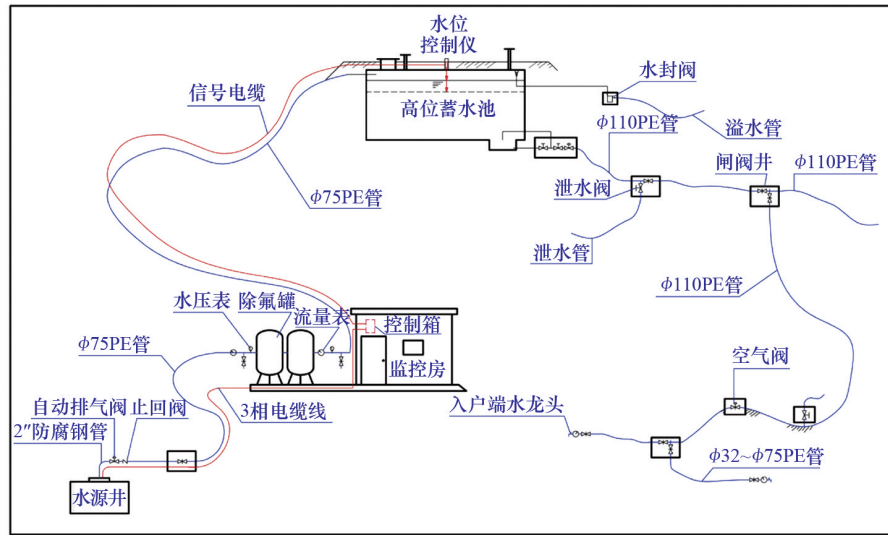 水位
控制仪
信号电缆
高位蓄水池
水封阀
溢水管
ϕ110PE管
闸阀井
ϕ110PE管
ϕ75PE管
泄水阀
泄水管
ϕ110PE管
水压表
除氟罐
流量表
控制箱
监控房
ϕ75PE管
空气阀
自动排气阀
止回阀
3相电缆线
入户端水龙头
2″防腐钢管
ϕ32~ϕ75PE管
水源井